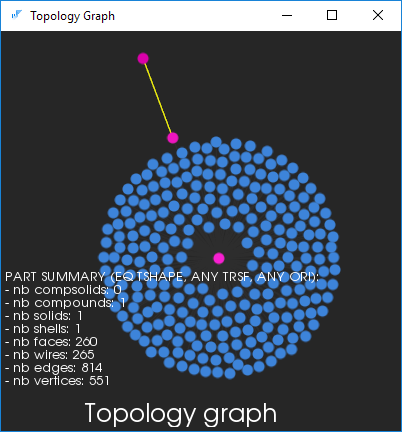 Topology Graph
PART SUMMARY (EQ TSHAPE, ANY TRSF, ANY ORI):
- nb compsolids: 0
- nb compounds: 1
- nb solids: 1
- nb shells: 1
- nb faces: 260
- nb wires: 265
- nb edges: 814
- nb vertices: 551
Topology graph